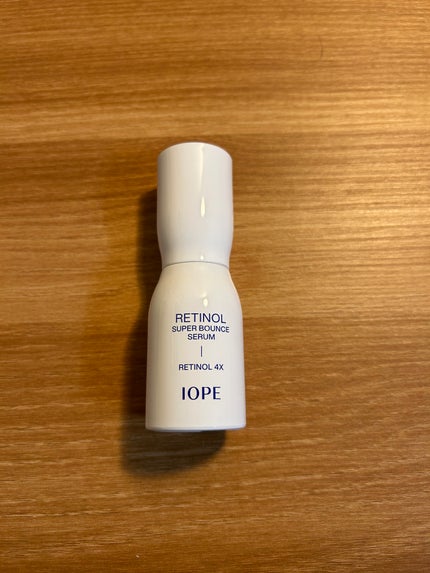 RETINOL
SUPER BOUNCE
SERUM
RETINOL 4X
IOPE